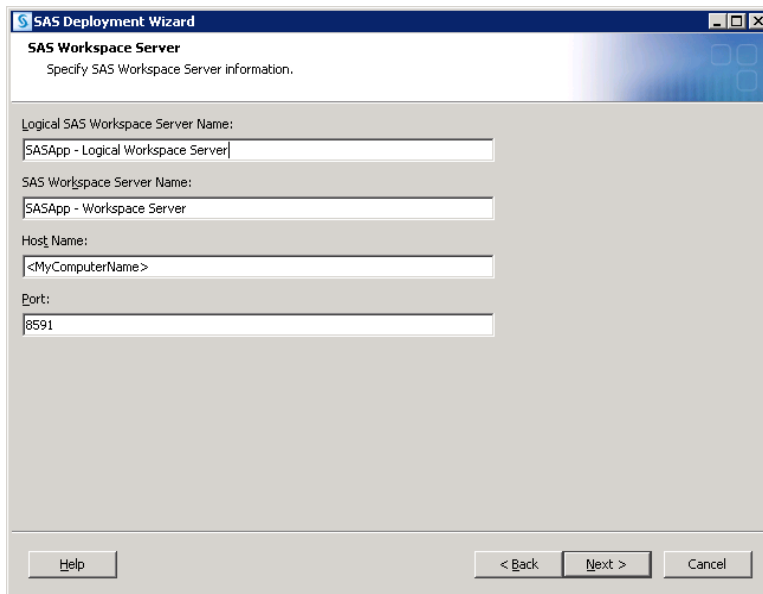 SAS Deployment Wizard
SAS Workspace Server
Specify SAS Workspace Server information.
Logical SAS Workspace Server Name:
SASApp - Logical Workspace Server
SAS Workspace Server Name:
SASApp - Workspace Server
Host Name:
<MyComputerName>
Port:
8591
Help
< Back
Next >
Cancel